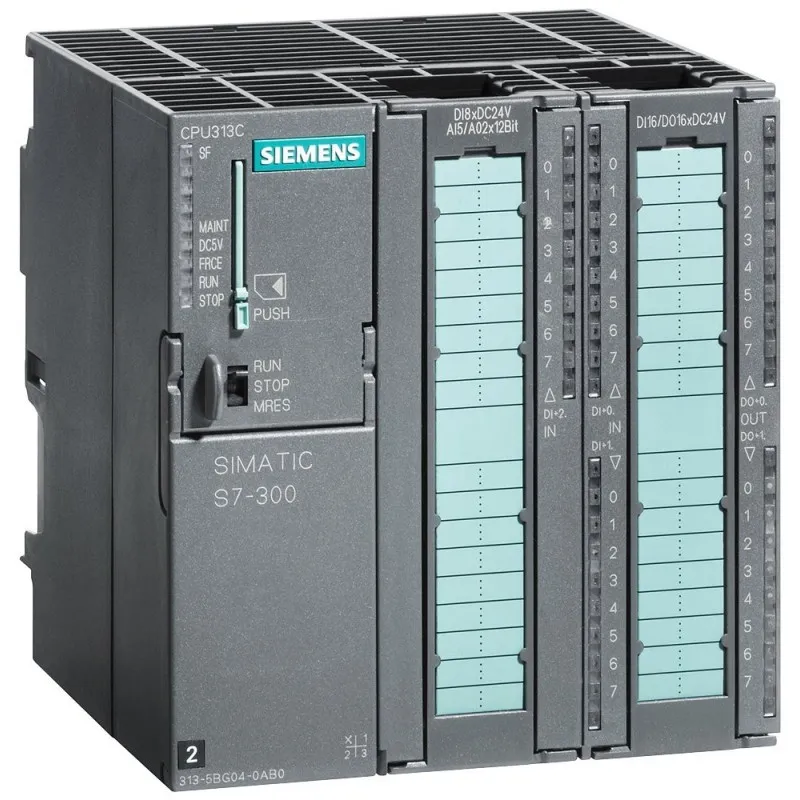 CPU313C
SIEMENS
SF
MAINT
DC5V
FRCE
RUN
STOP
PUSH
RUN
STOP
MRES
SIMATIC
S7-300
2
X 1
2 3
313-5BG04-0AB0
DI8xDC24V
AI5/AO2x12Bit
0
1
2
3
4
5
6
7
DI+2.
IN
DI16/DO16xDC24V
0
1
2
3
4
5
6
7
DI+0.
IN
DI+1.
0
1
2
3
4
5
6
7
0
1
2
3
4
5
6
7
DO+0.
OUT
DO+1.
0
1
2
3
4
5
6
7